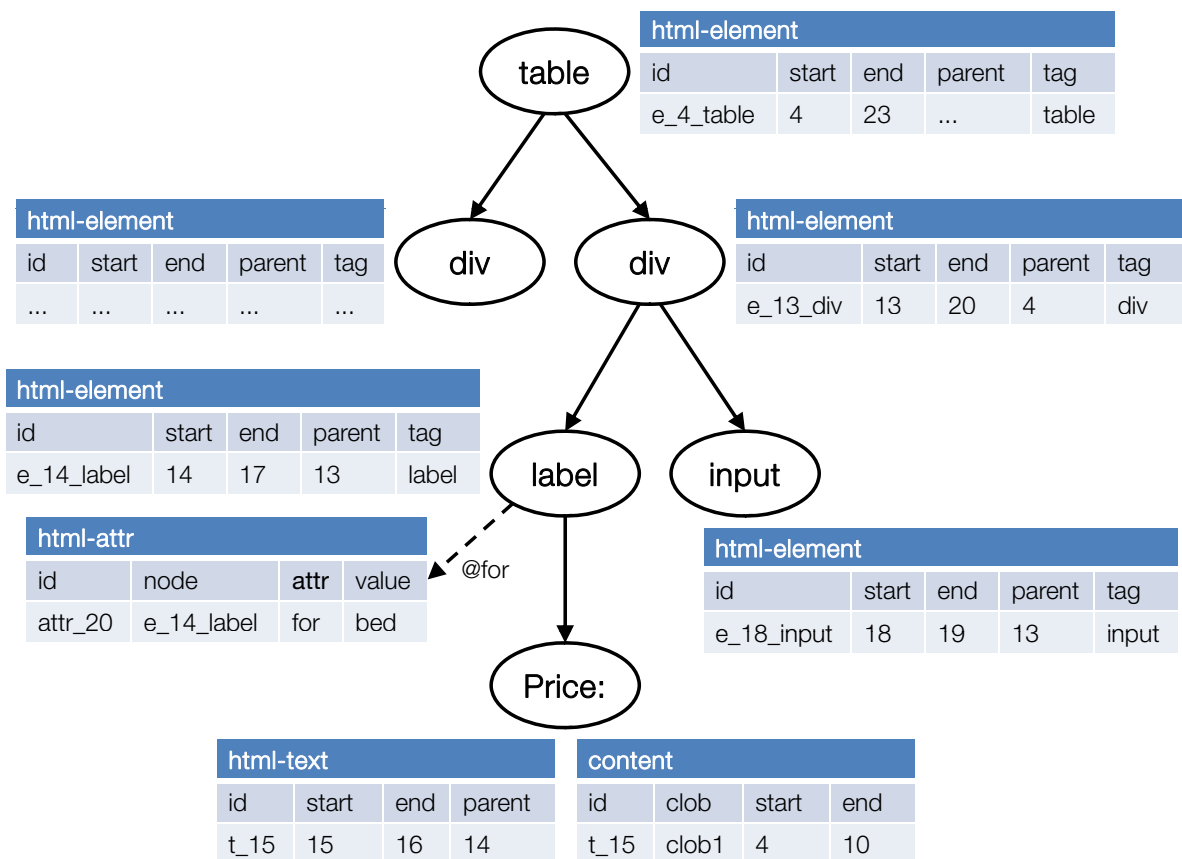 table
html-element
id start end parent tag
e_4_table 4 23 ... table
html-element
id start end parent tag
... ... ... ... ...
div
div
html-element
id start end parent tag
e_13_div 13 20 4 div
html-element
id start end parent tag
e_14_label 14 17 13 label
label
input
html-attr
id node attr value
attr_20 e_14_label for bed
@for
html-element
id start end parent tag
e_18_input 18 19 13 input
Price:
html-text
id start end parent
t_15 15 16 14
content
id clob start end
t_15 clob1 4 10